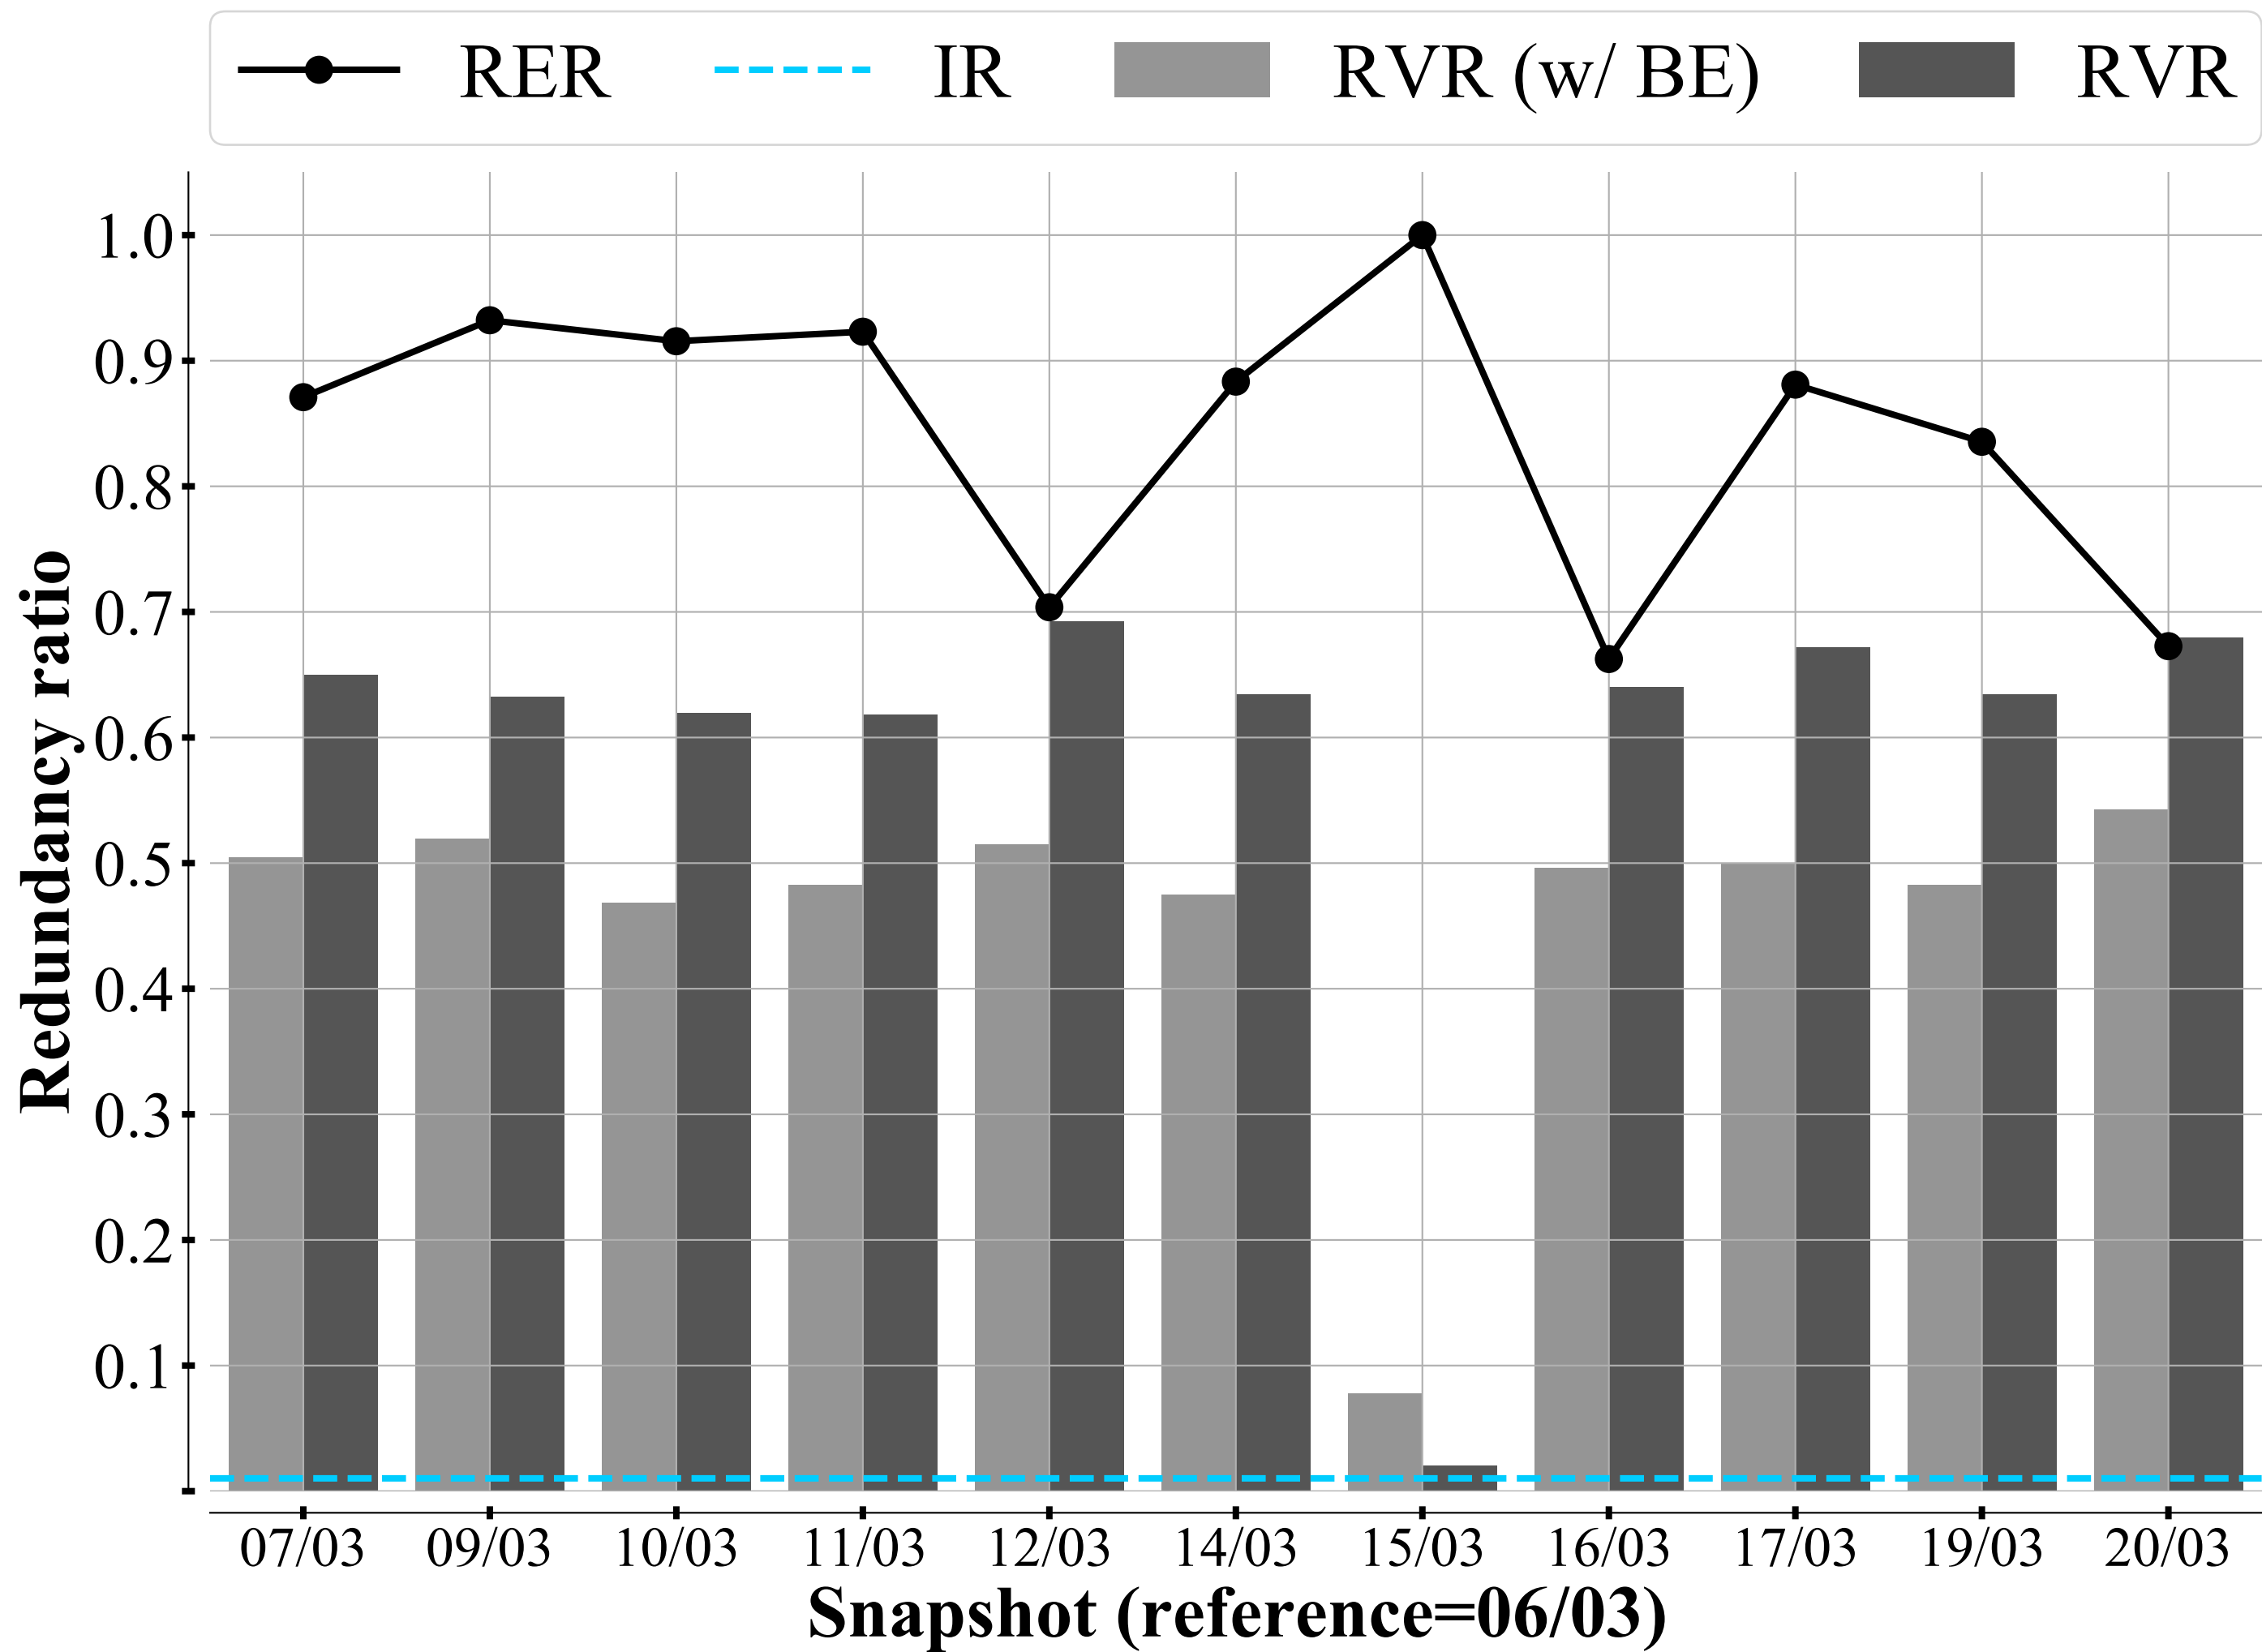 RER IR RVR (w/ BE) RVR
1.0
0.9
0.8
0.7
0.6
0.5
0.4
0.3
0.2
0.1
Redundancy ratio
07/03 09/03 10/03 11/03 12/03 14/03 15/03 16/03 17/03 19/03 20/03
Snapshot (reference=06/03)